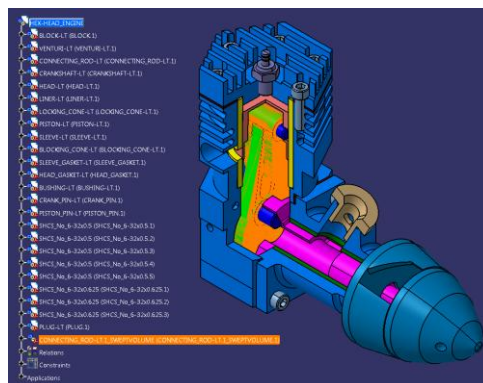 HEX-HEAD_ENGINE
BLOCK-LT (BLOCK.1)
VENTURI-LT (VENTURI-LT.1)
CONNECTING_ROD-LT (CONNECTING_ROD-LT.1)
CRANKSHAFT-LT (CRANKSHAFT-LT.1)
HEAD-LT (HEAD-LT.1)
LINER-LT (LINER-LT.1)
LOCKING_CONE-LT (LOCKING_CONE-LT.1)
PISTON-LT (PISTON-LT.1)
SLEEVE-LT (SLEEVE-LT.1)
BLOCKING_CONE-LT (BLOCKING_CONE-LT.1)
SLEEVE_GASKET-LT (SLEEVE_GASKET.1)
HEAD_GASKET-LT (HEAD_GASKET.1)
BUSHING-LT (BUSHING-LT.1)
CRANK_PIN-LT (CRANK_PIN.1)
PISTON_PIN-LT (PISTON_PIN.1)
SHCS_No_6-32x0.5 (SHCS_No_6-32x0.5.1)
SHCS_No_6-32x0.5 (SHCS_No_6-32x0.5.2)
SHCS_No_6-32x0.5 (SHCS_No_6-32x0.5.3)
SHCS_No_6-32x0.5 (SHCS_No_6-32x0.5.4)
SHCS_No_6-32x0.5 (SHCS_No_6-32x0.5.5)
SHCS_No_6-32x0.625 (SHCS_No_6-32x0.625.1)
SHCS_No_6-32x0.625 (SHCS_No_6-32x0.625.2)
SHCS_No_6-32x0.625 (SHCS_No_6-32x0.625.3)
PLUG-LT (PLUG.1)
CONNECTING_ROD-LT.1_SWEPTVOLUME (CONNECTING_ROD-LT.1_SWEPTVOLUME.1)
Relations
Constraints
Applications